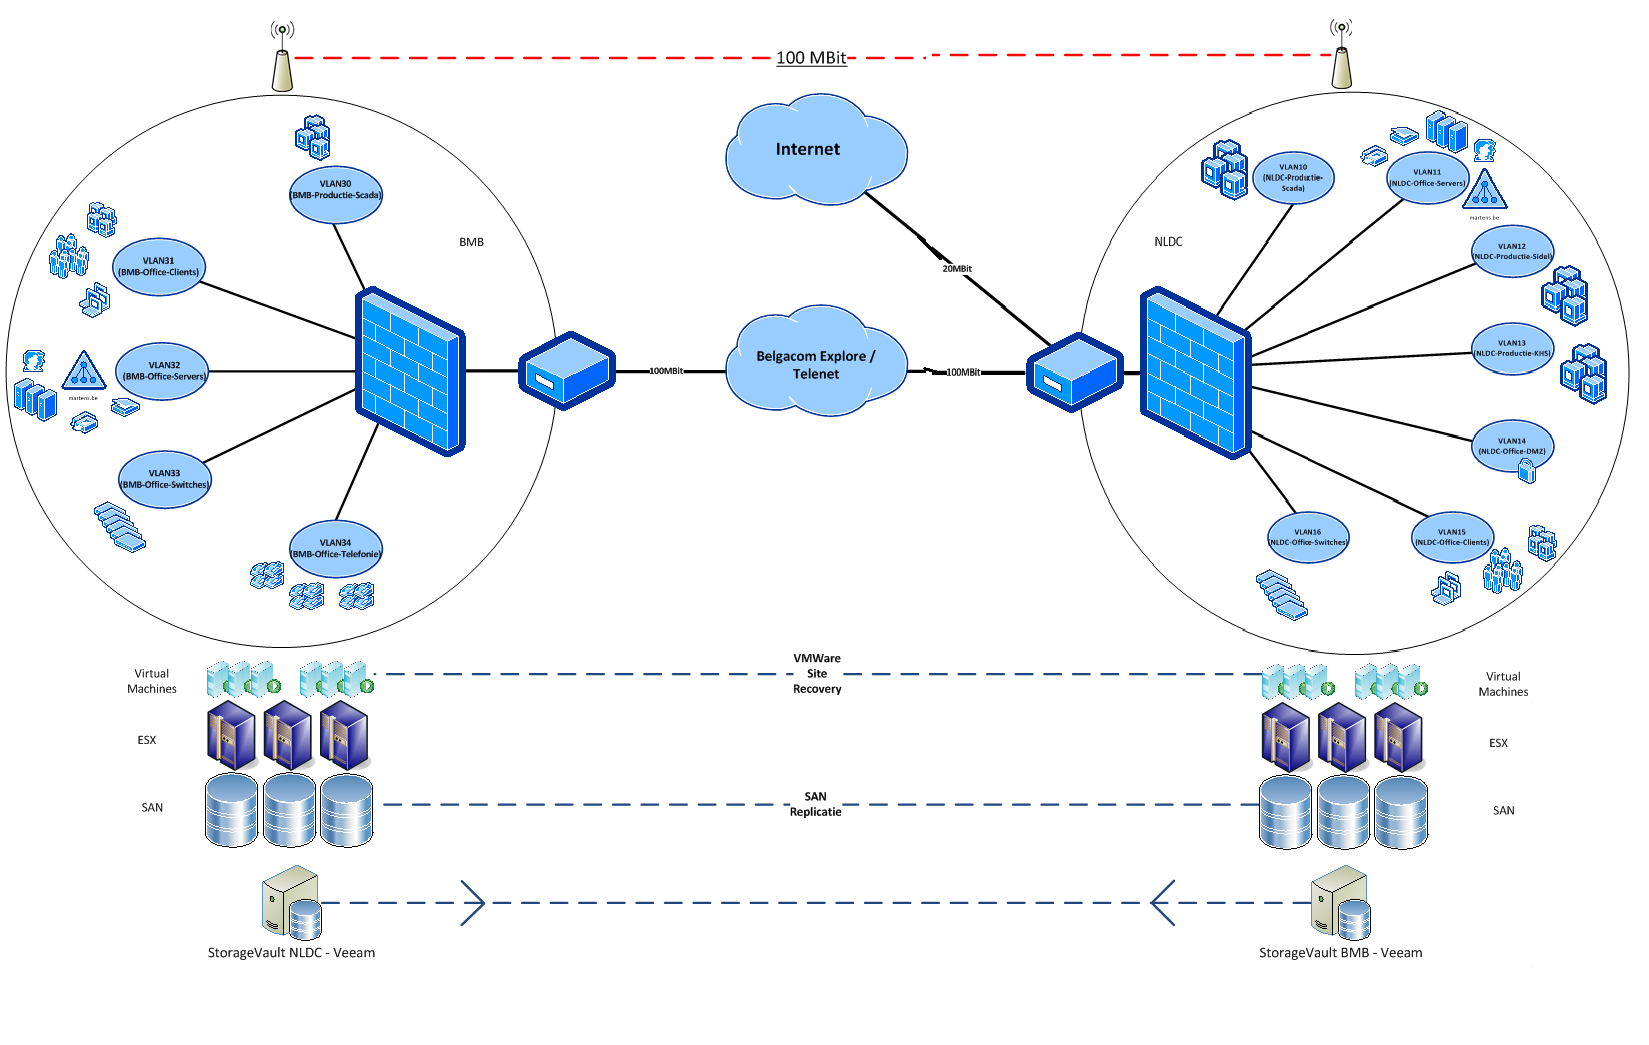 100 MBit
Internet
20MBit
BMB
NLDC
VLAN30
(BMB-Productie-Scada)
VLAN31
(BMB-Office-Clients)
VLAN32
(BMB-Office-Servers)
martens.be
VLAN33
(BMB-Office-Switches)
VLAN34
(BMB-Office-Telefonie)
100MBit
Belgacom Explore /
Telenet
100MBit
VLAN10
(NLDC-Productie-
Scada)
VLAN11
(NLDC-Office-Servers)
martens.be
VLAN12
(NLDC-Productie-Sidel)
VLAN13
(NLDC-Productie-KHS)
VLAN14
(NLDC-Office-DMZ)
VLAN15
(NLDC-Office-Clients)
VLAN16
(NLDC-Office-Switches)
Virtual
Machines
VMWare
Site
Recovery
Virtual
Machines
ESX
ESX
SAN
SAN
Replicatie
SAN
StorageVault NLDC - Veeam
StorageVault BMB - Veeam